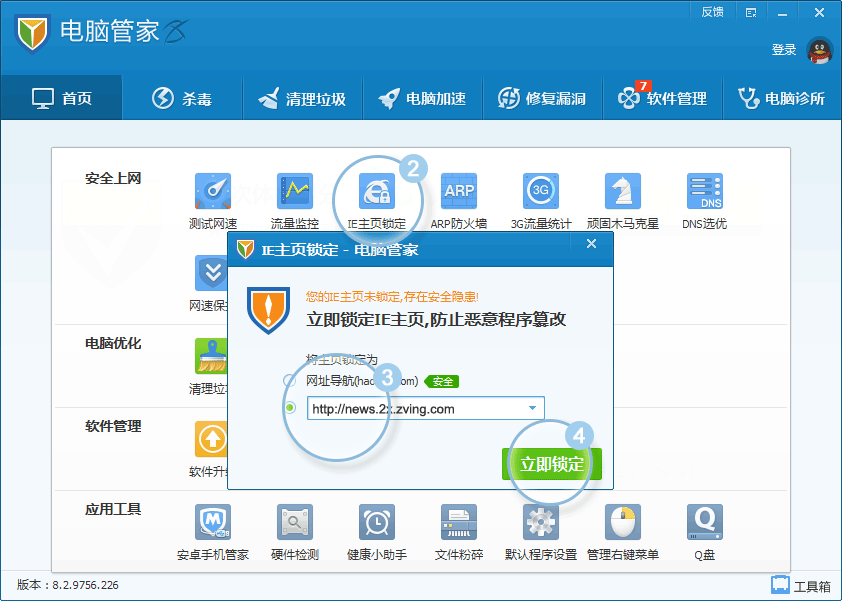 反馈
电脑管家
登录
首页
杀毒
清理垃圾
电脑加速
修复漏洞
7
软件管理
电脑诊所
安全上网
2
ARP
3G
DNS
测试网速
流量监控
IE主页锁定
ARP防火墙
3G流量统计
顽固木马克星
DNS选优
IE主页锁定 - 电脑管家
网速保
您的IE主页未锁定,存在安全隐患!
立即锁定IE主页,防止恶意程序篡改
电脑优化
将主页锁定为
3
网址导航(hao
om)
安全
清理垃
http://news.2x.zving.com
软件管理
4
立即锁定
软件升
应用工具
M
Q
安卓手机管家
硬件检测
健康小助手
文件粉碎
默认程序设置
管理右键菜单
Q盘
版本：8.2.9756.226
工具箱